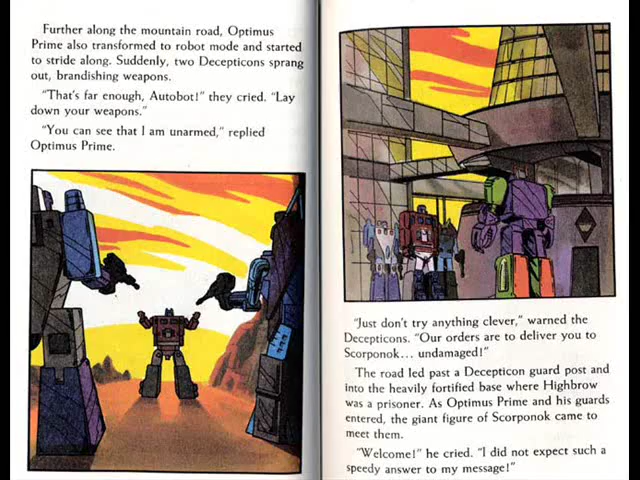 Further along the mountain road, Optimus
Prime also transformed to robot mode and started
to stride along. Suddenly, two Decepticons sprang
out, brandishing weapons.
"That's far enough, Autobot!" they cried. "Lay
down your weapons."
"You can see that I am unarmed," replied
Optimus Prime.
"Just don't try anything clever," warned the
Decepticons. "Our orders are to deliver you to
Scorponok... undamaged!"
The road led past a Decepticon guard post and
into the heavily fortified base where Highbrow
was a prisoner. As Optimus Prime and his guards
entered, the giant figure of Scorponok came to
meet them.
"Welcome!" he cried. "I did not expect such a
speedy answer to my message!"